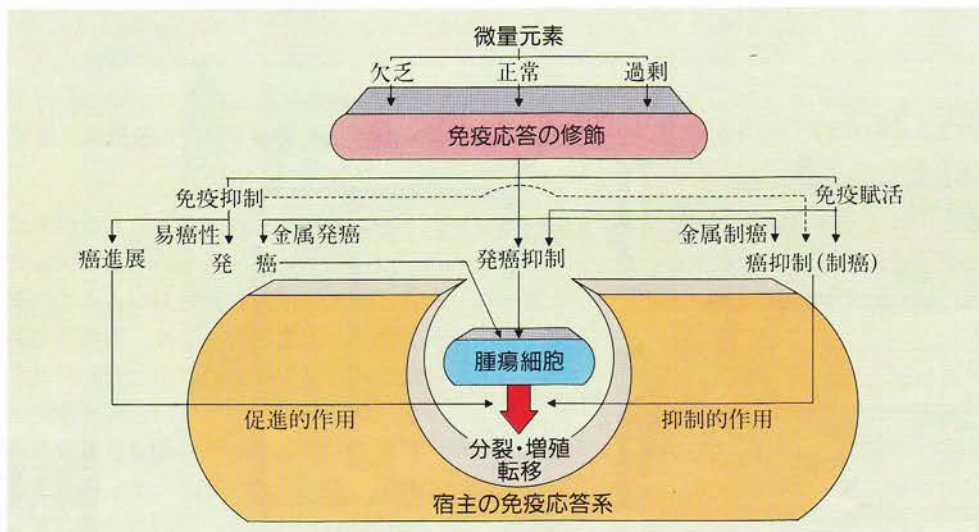 微量元素
欠乏 正常 過剰
免疫応答の修飾
免疫抑制 免疫賦活
易癌性 金属発癌 金属制癌
癌進展 発 癌 発癌抑制 癌抑制(制癌)
腫瘍細胞
促進的作用 抑制的作用
分裂・増殖
転移
宿主の免疫応答系